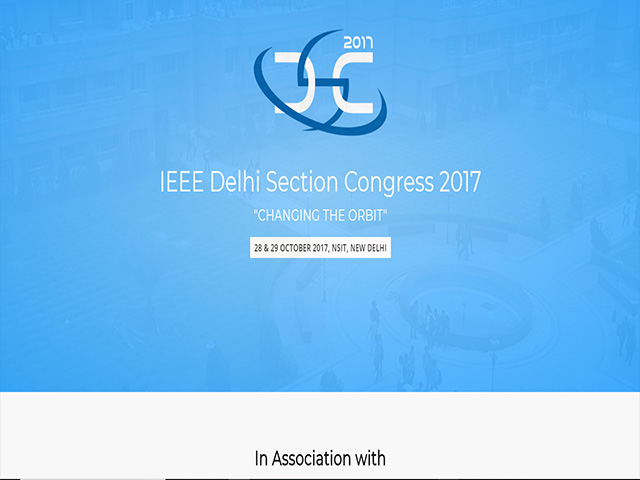 2017
DSC
IEEE Delhi Section Congress 2017
"CHANGING THE ORBIT"
28 & 29 OCTOBER 2017, NSIT, NEW DELHI
In Association with